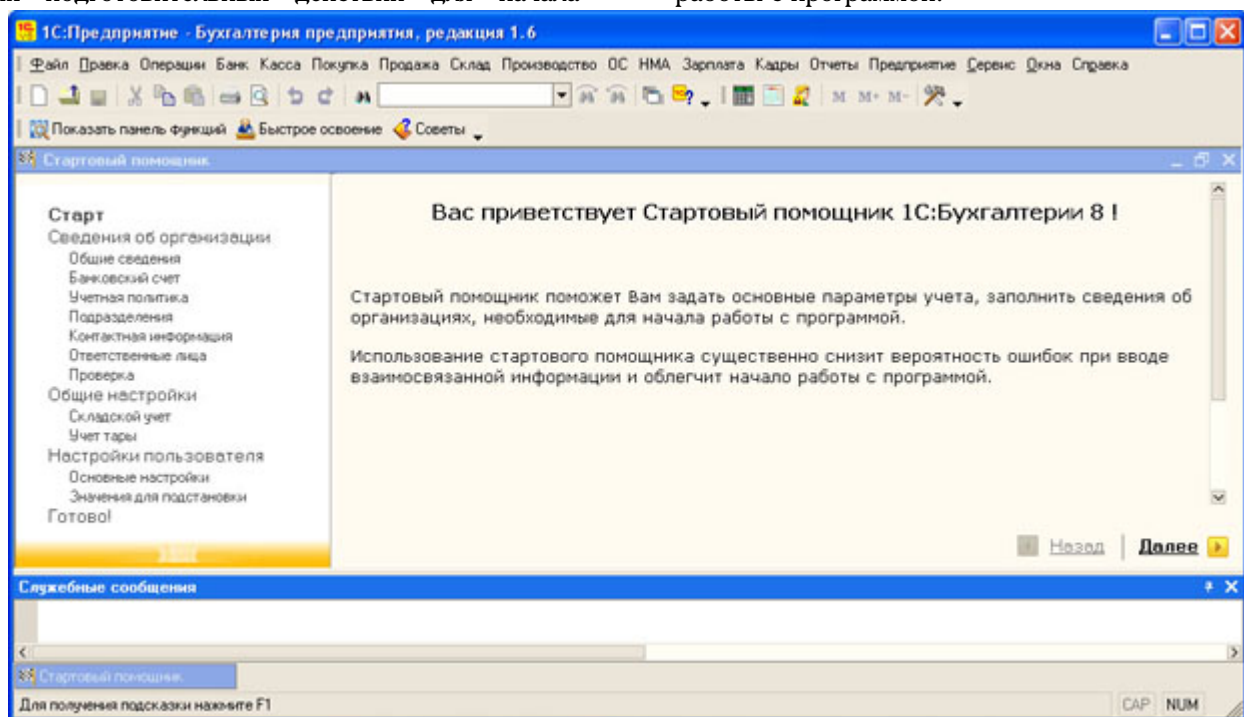 подготовительный действий для начала работы с программой.
1С:Предприятие - Бухгалтерия предприятия, редакция 1.6
Файл Правка Операции Банк Касса Покупка Продажа Склад Производство ОС НМА Зарплата Кадры Отчеты Предприятие Сервис Окна Справка
M M+ M-
Показать панель функций Быстрое освоение Советы
Стартовый помощник
Старт
Сведения об организации
Общие сведения
Банковский счет
Учетная политика
Подразделения
Контактная информация
Ответственные лица
Проверка
Общие настройки
Складской учет
Учет тары
Настройки пользователя
Основные настройки
Значения для подстановки
Готово!
Вас приветствует Стартовый помощник 1С:Бухгалтерии 8 !
Стартовый помощник поможет Вам задать основные параметры учета, заполнить сведения об
организациях, необходимые для начала работы с программой.
Использование стартового помощника существенно снизит вероятность ошибок при вводе
взаимосвязанной информации и облегчит начало работы с программой.
Назад Далее
Служебные сообщения
Стартовый помощник
Для получения подсказки нажмите F1
CAP NUM